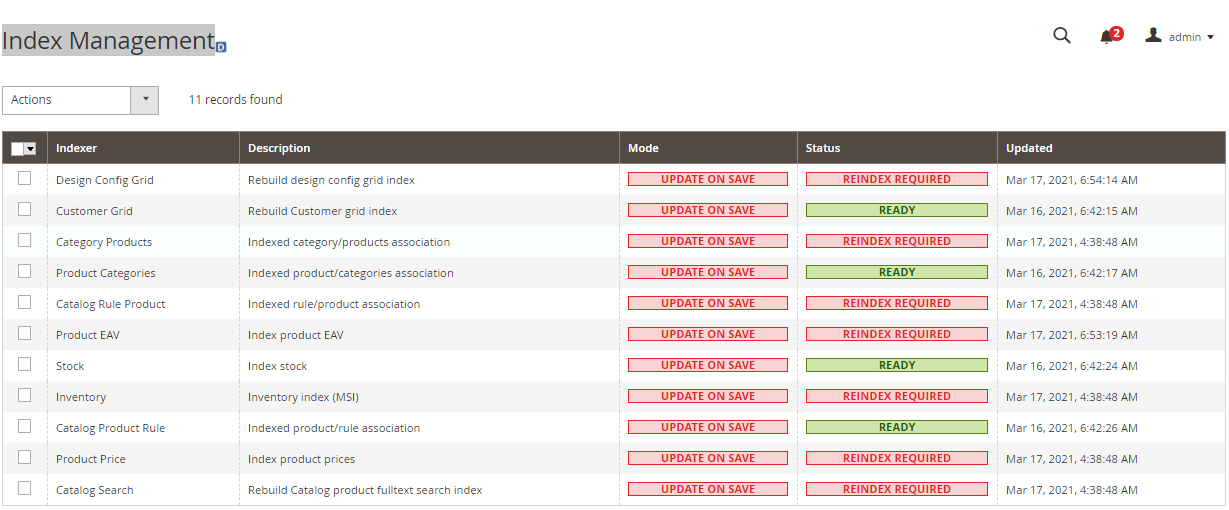 Index Management D
2
admin
Actions
11 records found
Indexer Description Mode Status Updated
Design Config Grid Rebuild design config grid index UPDATE ON SAVE REINDEX REQUIRED Mar 17, 2021, 6:54:14 AM
Customer Grid Rebuild Customer grid index UPDATE ON SAVE READY Mar 16, 2021, 6:42:15 AM
Category Products Indexed category/products association UPDATE ON SAVE REINDEX REQUIRED Mar 17, 2021, 4:38:48 AM
Product Categories Indexed product/categories association UPDATE ON SAVE READY Mar 16, 2021, 6:42:17 AM
Catalog Rule Product Indexed rule/product association UPDATE ON SAVE REINDEX REQUIRED Mar 17, 2021, 4:38:48 AM
Product EAV Index product EAV UPDATE ON SAVE REINDEX REQUIRED Mar 17, 2021, 6:53:19 AM
Stock Index stock UPDATE ON SAVE READY Mar 16, 2021, 6:42:24 AM
Inventory Inventory index (MSI) UPDATE ON SAVE REINDEX REQUIRED Mar 17, 2021, 4:38:48 AM
Catalog Product Rule Indexed product/rule association UPDATE ON SAVE READY Mar 16, 2021, 6:42:26 AM
Product Price Index product prices UPDATE ON SAVE REINDEX REQUIRED Mar 17, 2021, 4:38:48 AM
Catalog Search Rebuild Catalog product fulltext search index UPDATE ON SAVE REINDEX REQUIRED Mar 17, 2021, 4:38:48 AM